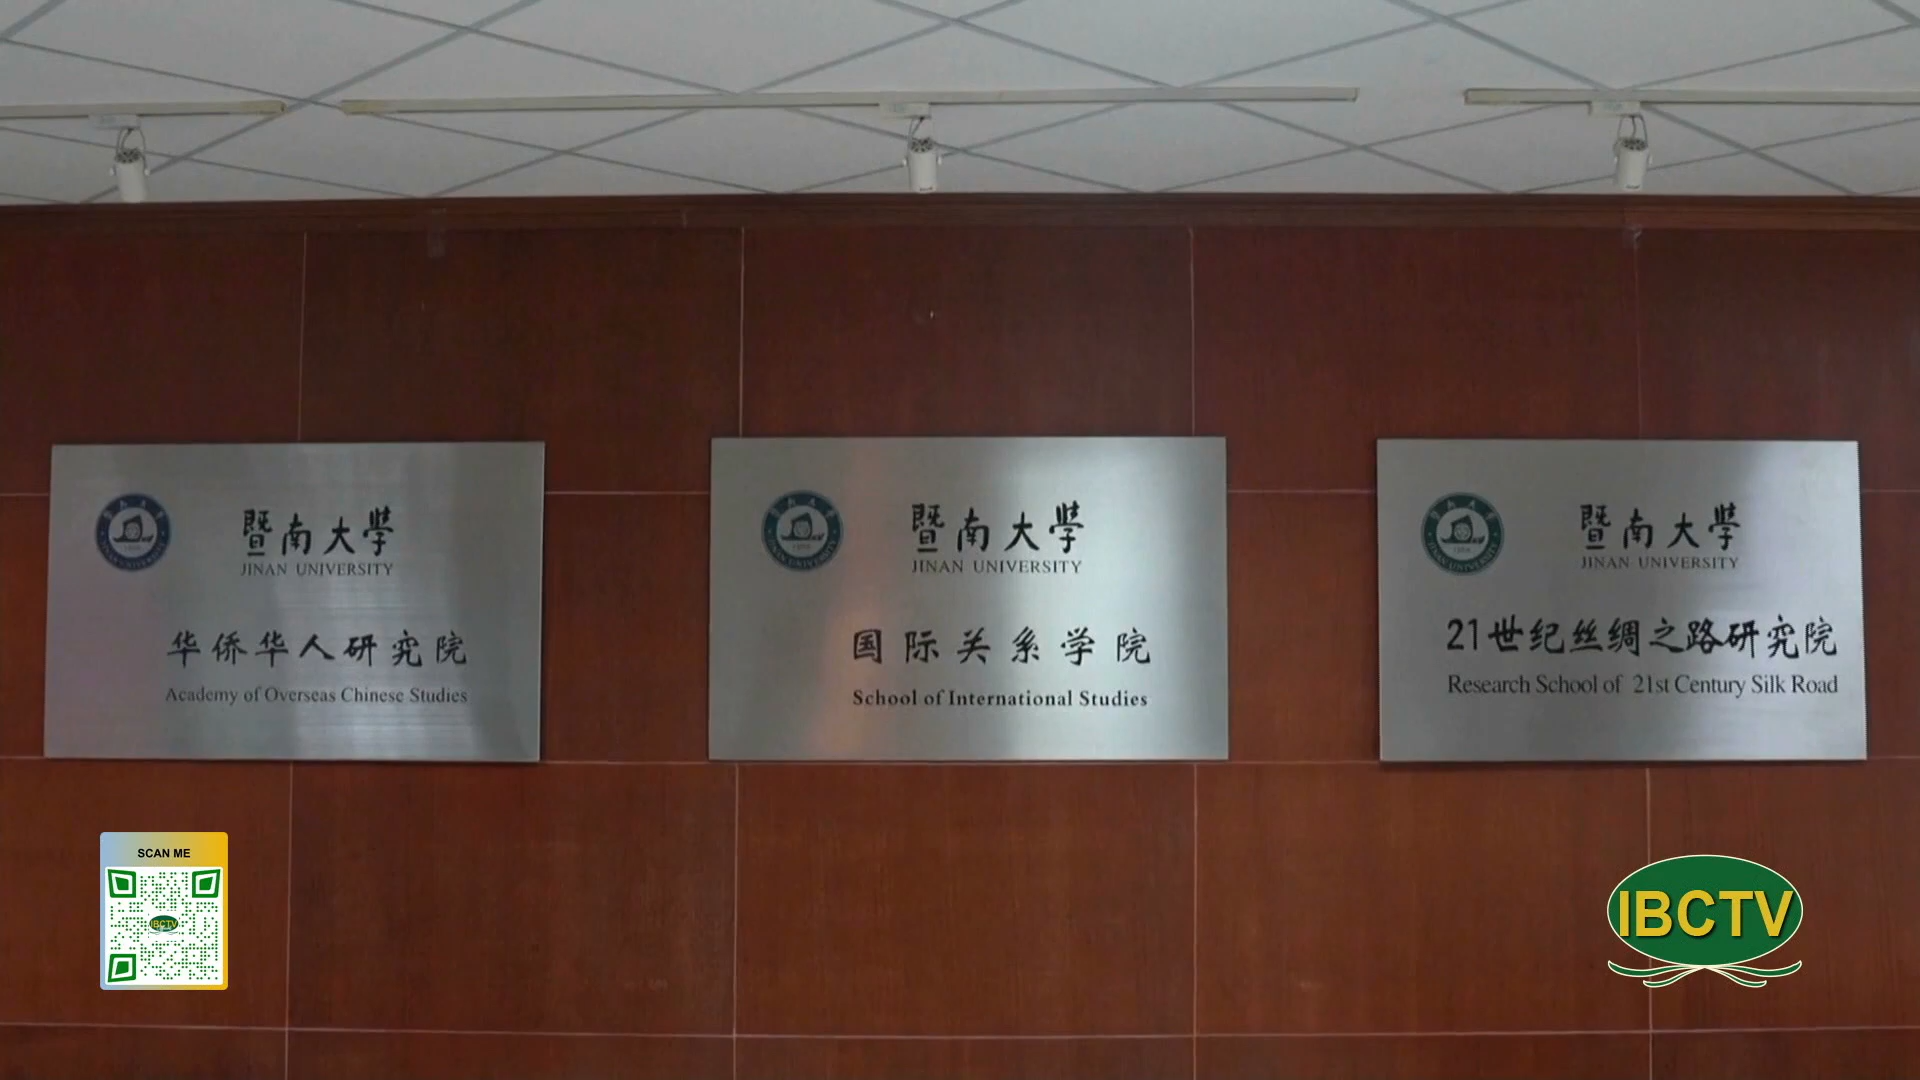 暨南大學
JINAN UNIVERSITY
华侨华人研究院
Academy of Overseas Chinese Studies
暨南大學
JINAN UNIVERSITY
国际关系学院
School of International Studies
暨南大學
JINAN UNIVERSITY
21世纪丝绸之路研究院
Research School of 21st Century Silk Road
SCAN ME
IBCTV
IBCTV